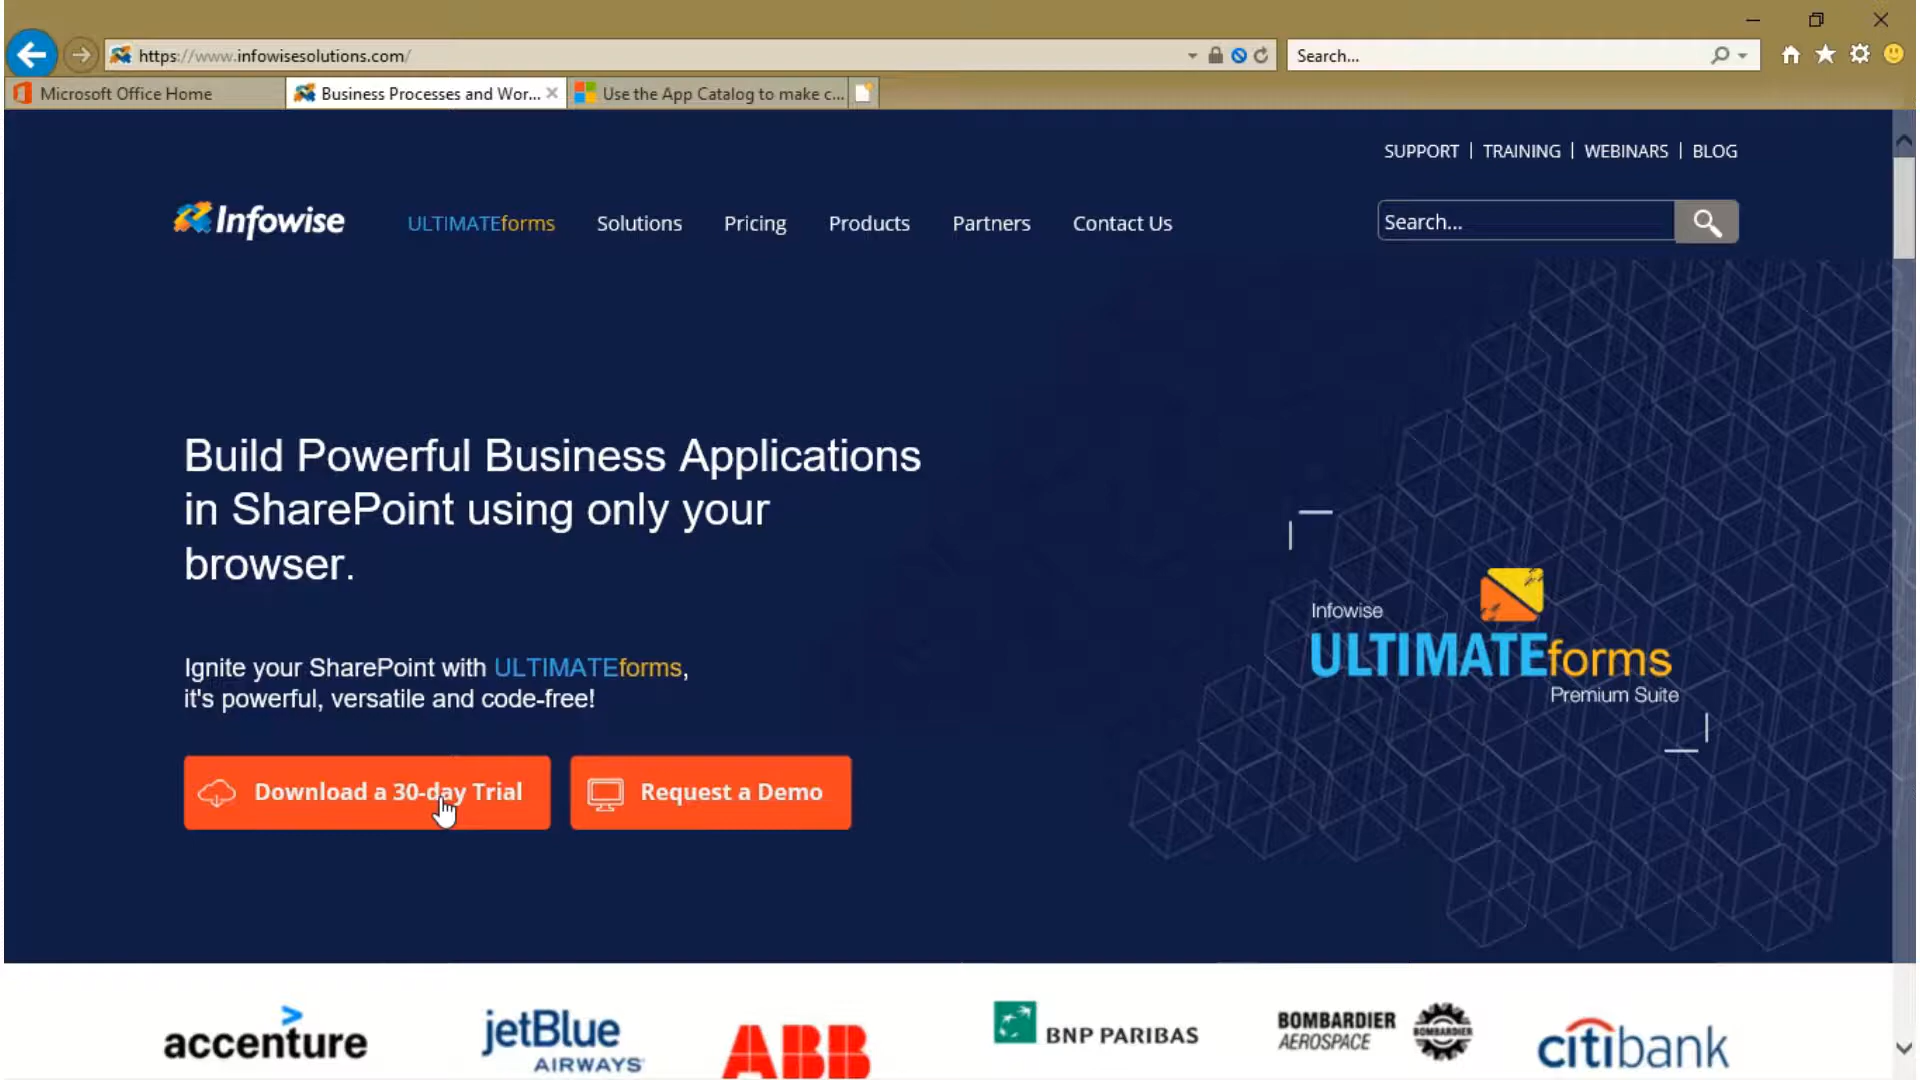 https://www.infowisesolutions.com/
Search...
Microsoft Office Home
Business Processes and Wor...
Use the App Catalog to make c...
SUPPORT | TRAINING | WEBINARS | BLOG
Infowise
ULTIMATEforms
Solutions
Pricing
Products
Partners
Contact Us
Search...
Build Powerful Business Applications
in SharePoint using only your
browser.
Infowise
ULTIMATEforms
Premium Suite
Ignite your SharePoint with ULTIMATEforms,
it's powerful, versatile and code-free!
Download a 30-day Trial
Request a Demo
accenture
jetBlue
AIRWAYS
ABB
BNP PARIBAS
BOMBARDIER
AEROSPACE
BOMBARDIER
citibank